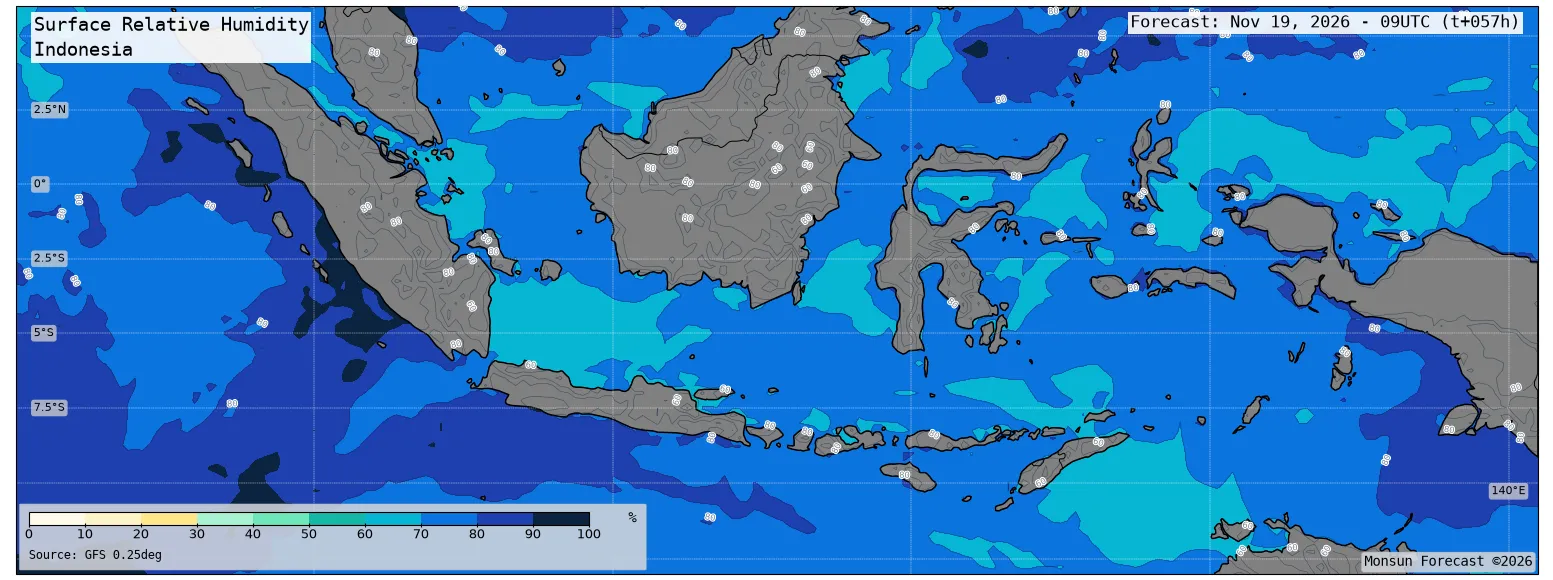 Surface Relative Humidity
Indonesia
Forecast: Nov 19, 2026 - 09UTC (t+057h)
2.5°N
0°
2.5°S
5°S
7.5°S
140°E
0 10 20 30 40 50 60 70 80 90 100 %
Source: GFS 0.25deg
Monsun Forecast ©2026